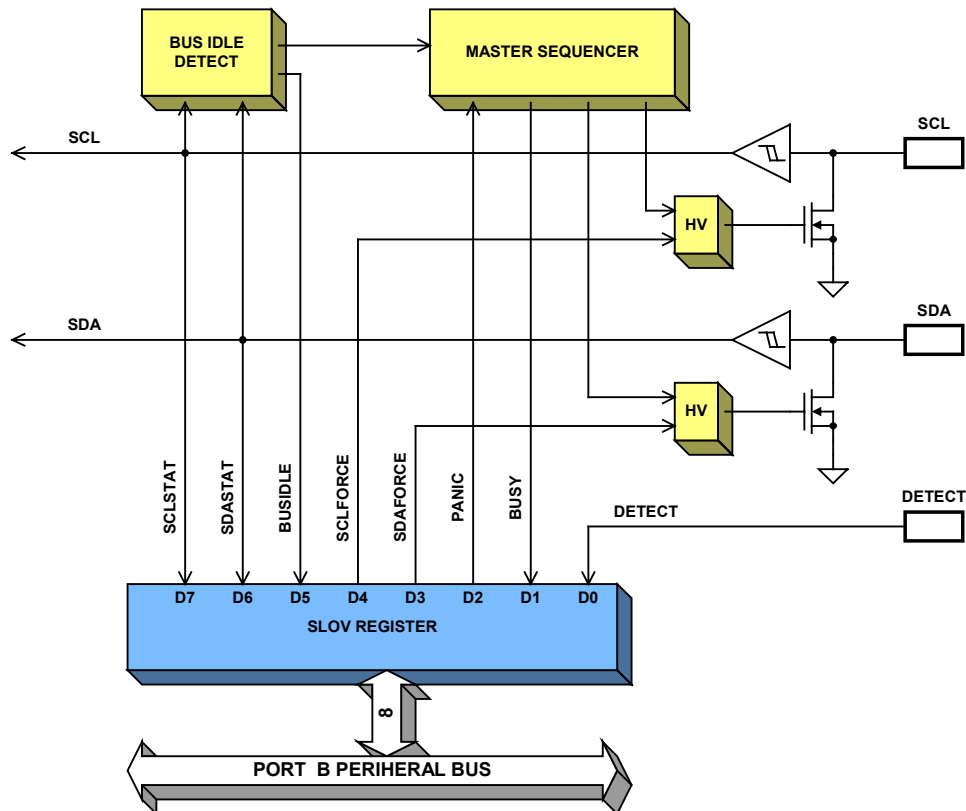 BUS IDLE
DETECT
MASTER SEQUENCER
SCL
SCL
HV
SDA
SDA
HV
SCLSTAT
SDASTAT
BUSIDLE
SCLFORCE
SDAFORCE
PANIC
BUSY
DETECT
DETECT
D7 D6 D5 D4 D3 D2 D1 D0
SLOV REGISTER
8
PORT B PERIHERAL BUS